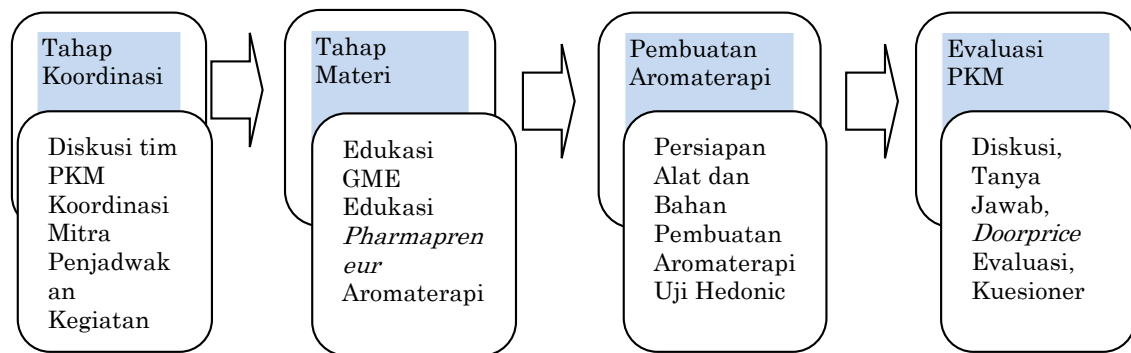 Tahap
Koordinasi
Diskusi tim
PKM
Koordinasi
Mitra
Penjadwak
an
Kegiatan
Tahap
Materi
Edukasi
GME
Edukasi
Pharmapren
eur
Aromaterapi
Pembuatan
Aromaterapi
Persiapan
Alat dan
Bahan
Pembuatan
Aromaterapi
Uji Hedonic
Evaluasi
PKM
Diskusi,
Tanya
Jawab,
Doorprice
Evaluasi,
Kuesioner